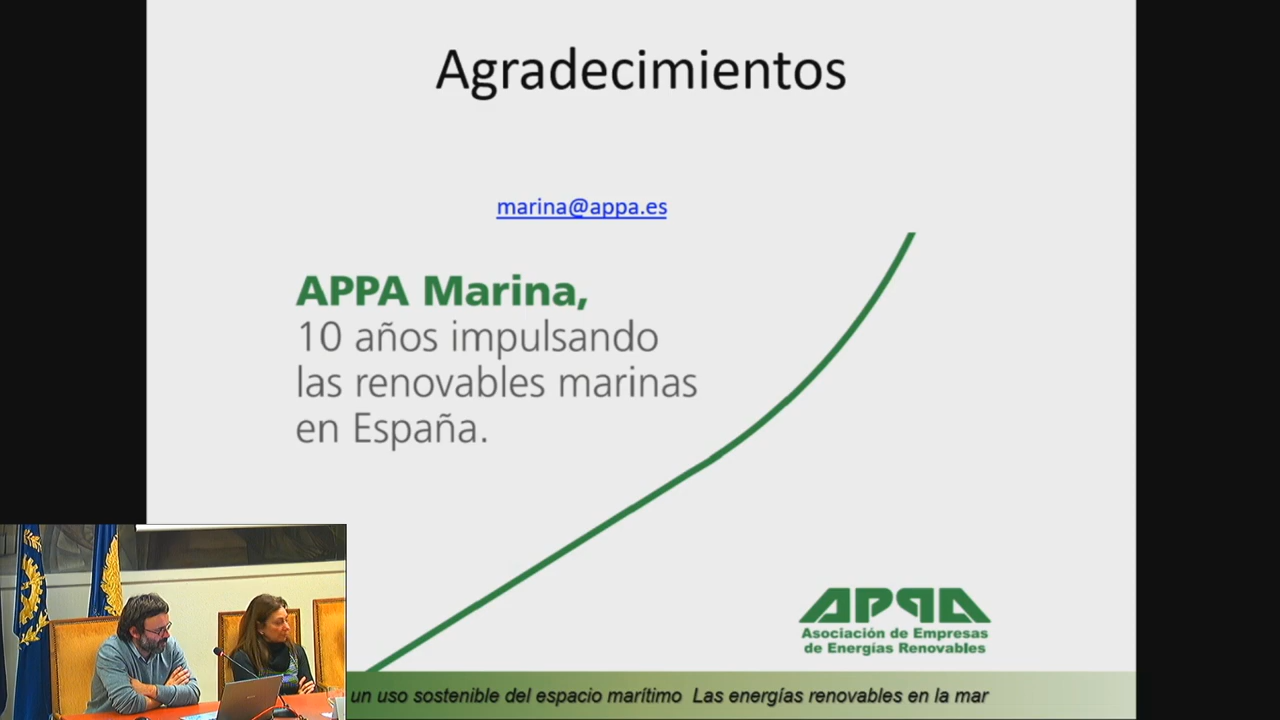 Agradecimientos
marina@appa.es
APPA Marina,
10 años impulsando
las renovables marinas
en España.
APPA
Asociación de Empresas
de Energías Renovables
un uso sostenible del espacio marítimo Las energías renovables en la mar